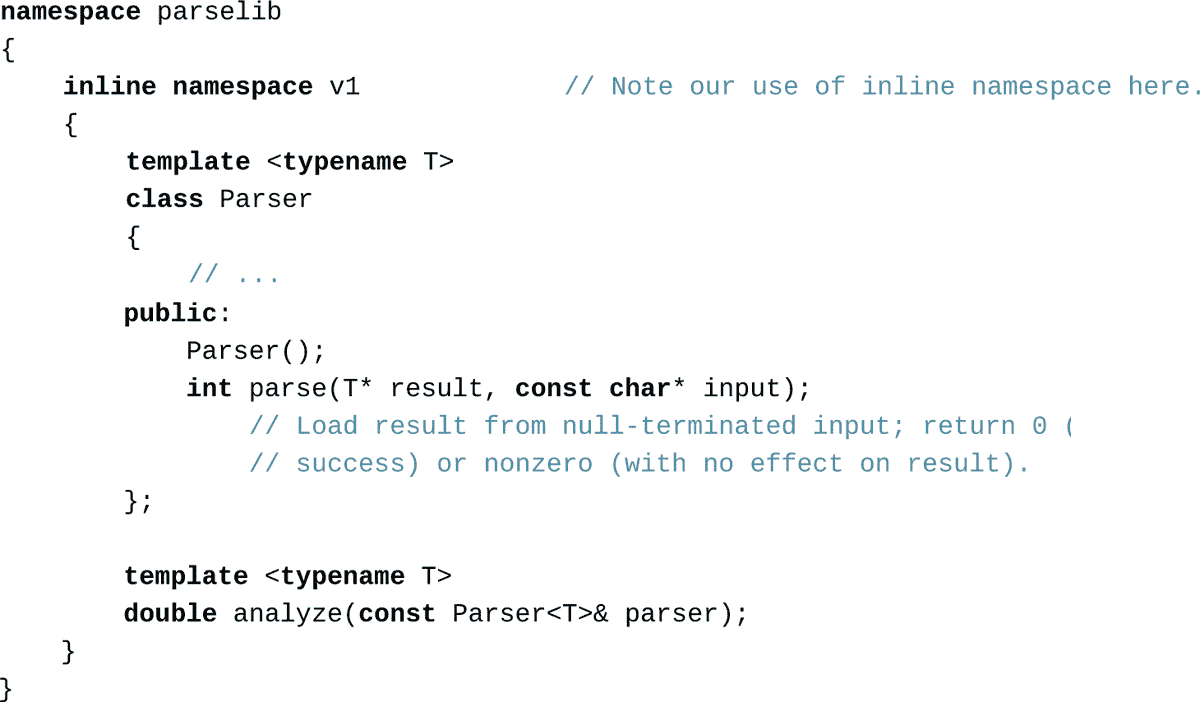 namespace parselib
{
    inline namespace v1             // Note our use of inline namespace here.
    {
        template <typename T>
        class Parser
        {
            // ...
        public:
            Parser();
            int parse(T* result, const char* input);
                // Load result from null-terminated input; return 0 (
                // success) or nonzero (with no effect on result).
        };

        template <typename T>
        double analyze(const Parser<T>& parser);
    }
}